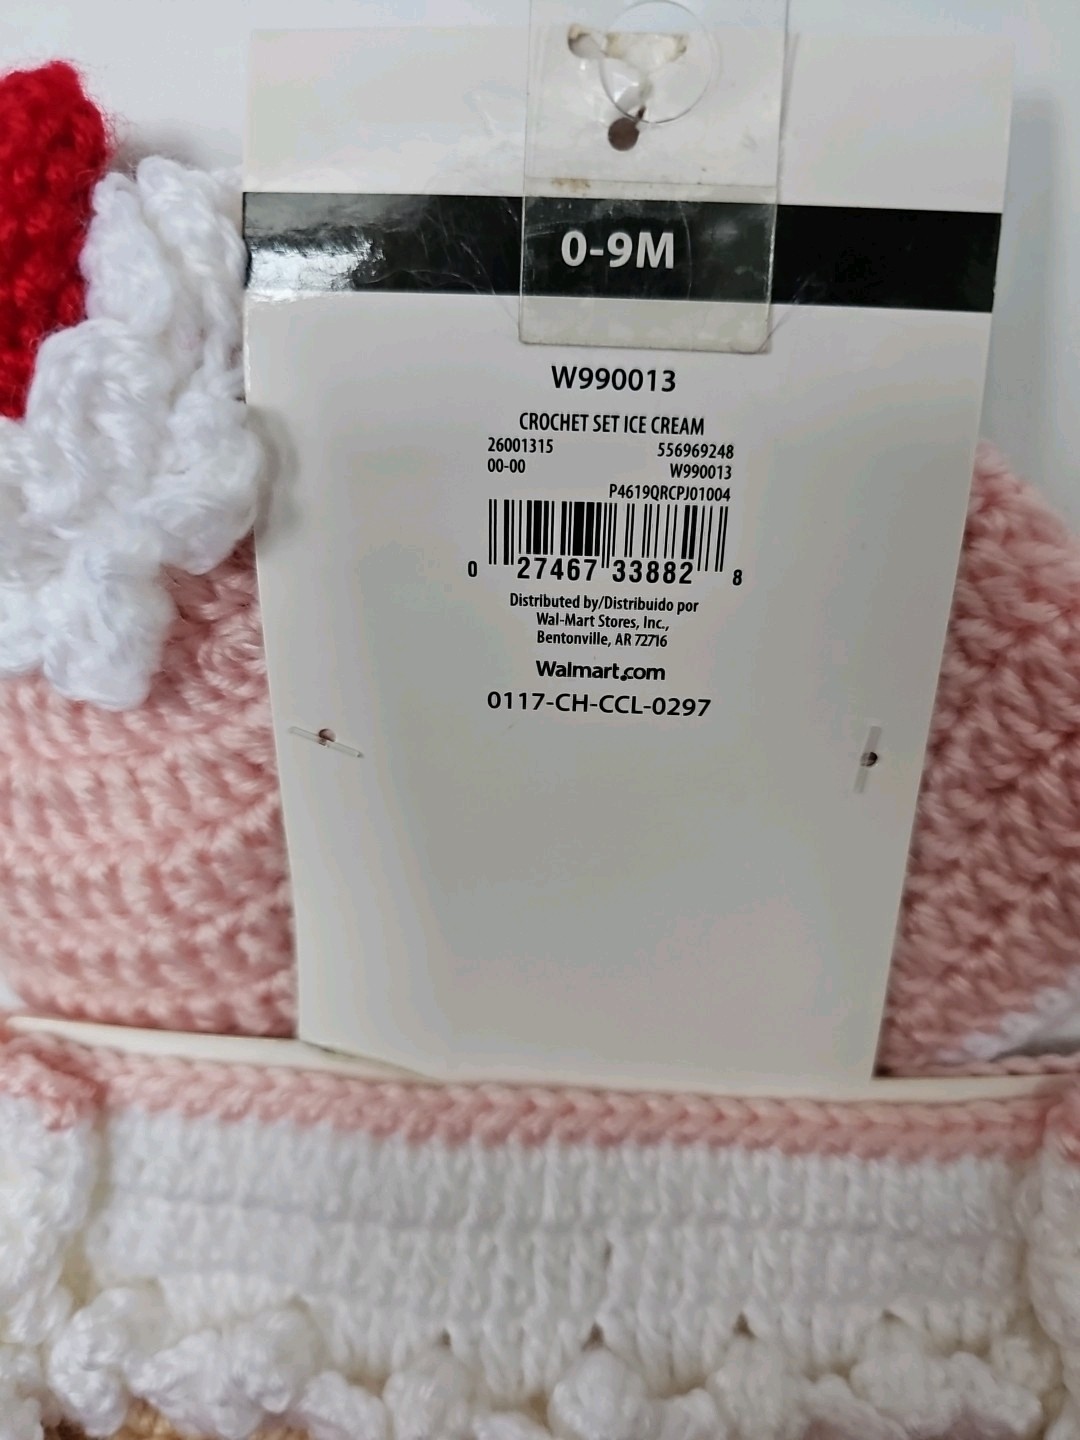 0-9M
W990013
CROCHET SET ICE CREAM
26001315 556969248
00-00 W990013
P4619QRCPJ01004
0 27467 33882 8
Distributed by/Distribuido por
Wal-Mart Stores, Inc.,
Bentonville, AR 72716
Walmart.com
0117-CH-CCL-0297